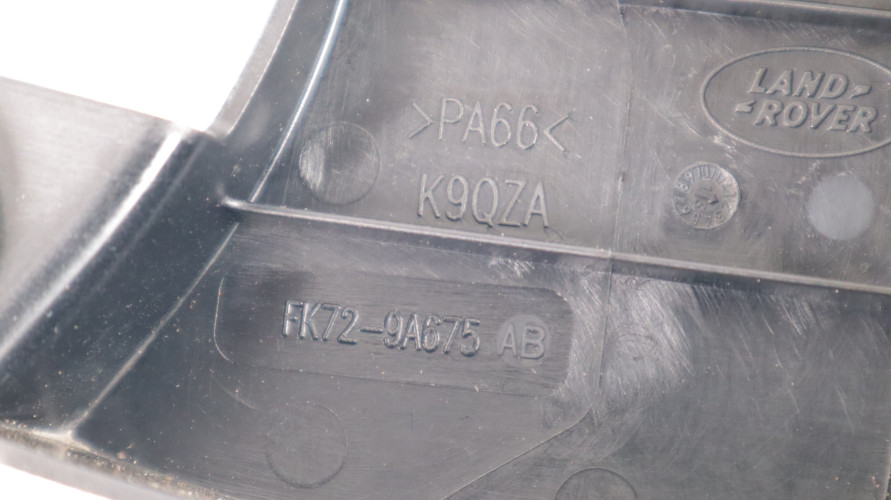 >PA66<
K9QZA
LAND-
-ROVER
FK72-9A675 AB